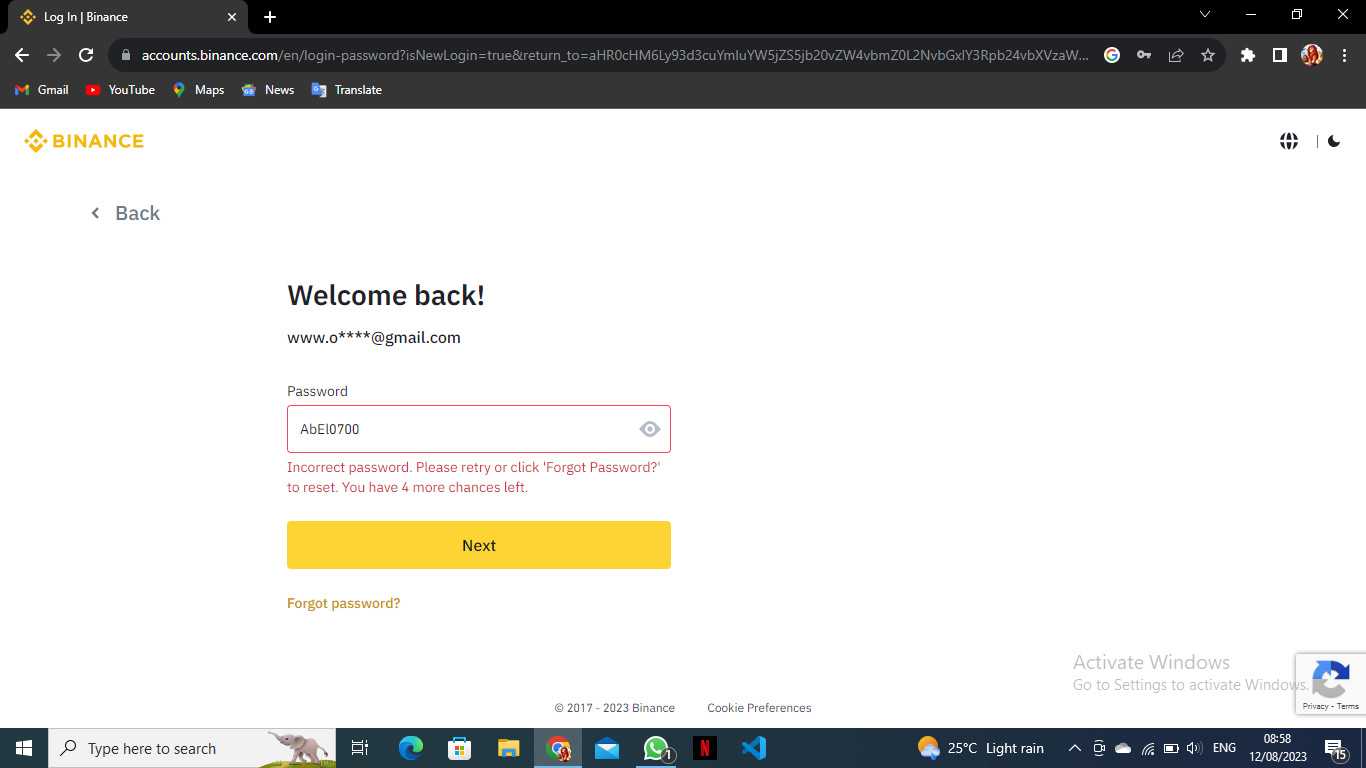 Log In | Binance
accounts.binance.com/en/login-password?isNewLogin=true&return_to=aHR0cHM6Ly93d3cuYmluYW5jZS5jb20vZW4vbmZ0L2NvbGxlY3Rpb24vbXVzaW...
Gmail
YouTube
Maps
News
Translate
BINANCE
Back
Welcome back!
www.o****@gmail.com
Password
AbEl0700
Incorrect password. Please retry or click 'Forgot Password?'
to reset. You have 4 more chances left.
Next
Forgot password?
Activate Windows
Go to Settings to activate Windows.
Privacy • Terms
© 2017 - 2023 Binance
Cookie Preferences
Type here to search
1
25°C Light rain
ENG
08:58
12/08/2023
15